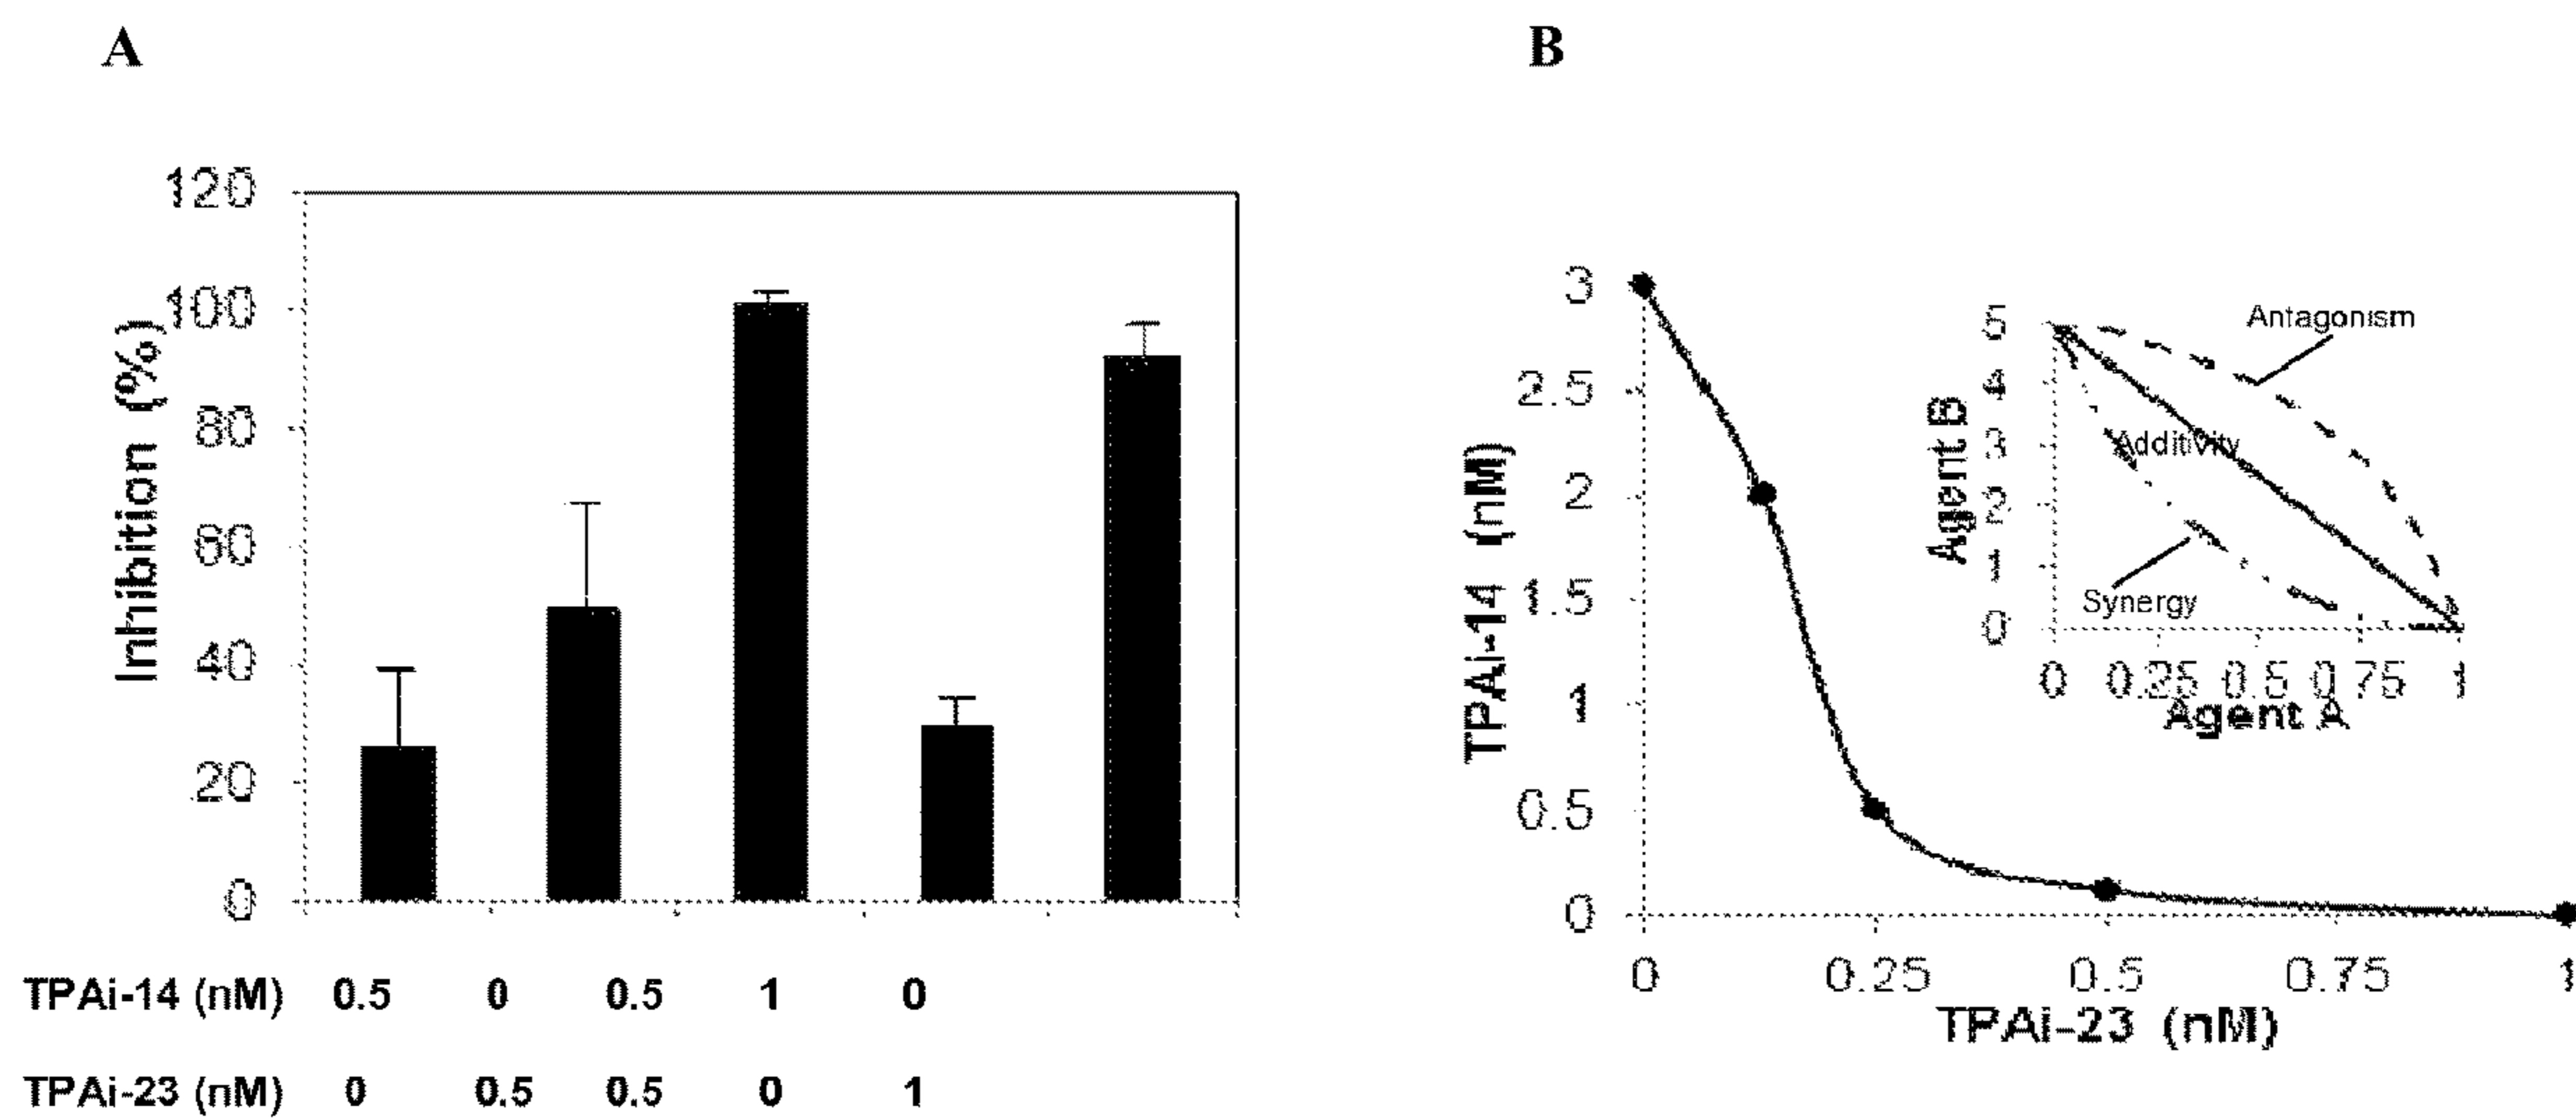 A
B
120
100
80
60
40
20
0
Inhibition (%)
TPAi-14 (nM) 0.5 0 0.5 1 0
TPAi-23 (nM) 0 0.5 0.5 0 1
3
2.5
2
1.5
1
0.5
0
TPAi-14 (nM)
0 0.25 0.5 0.75 1
TPAi-23 (nM)
5
4
3
2
1
0
Agent B
Antagonism
Additivity
Synergy
0 0.25 0.5 0.75 1
Agent A